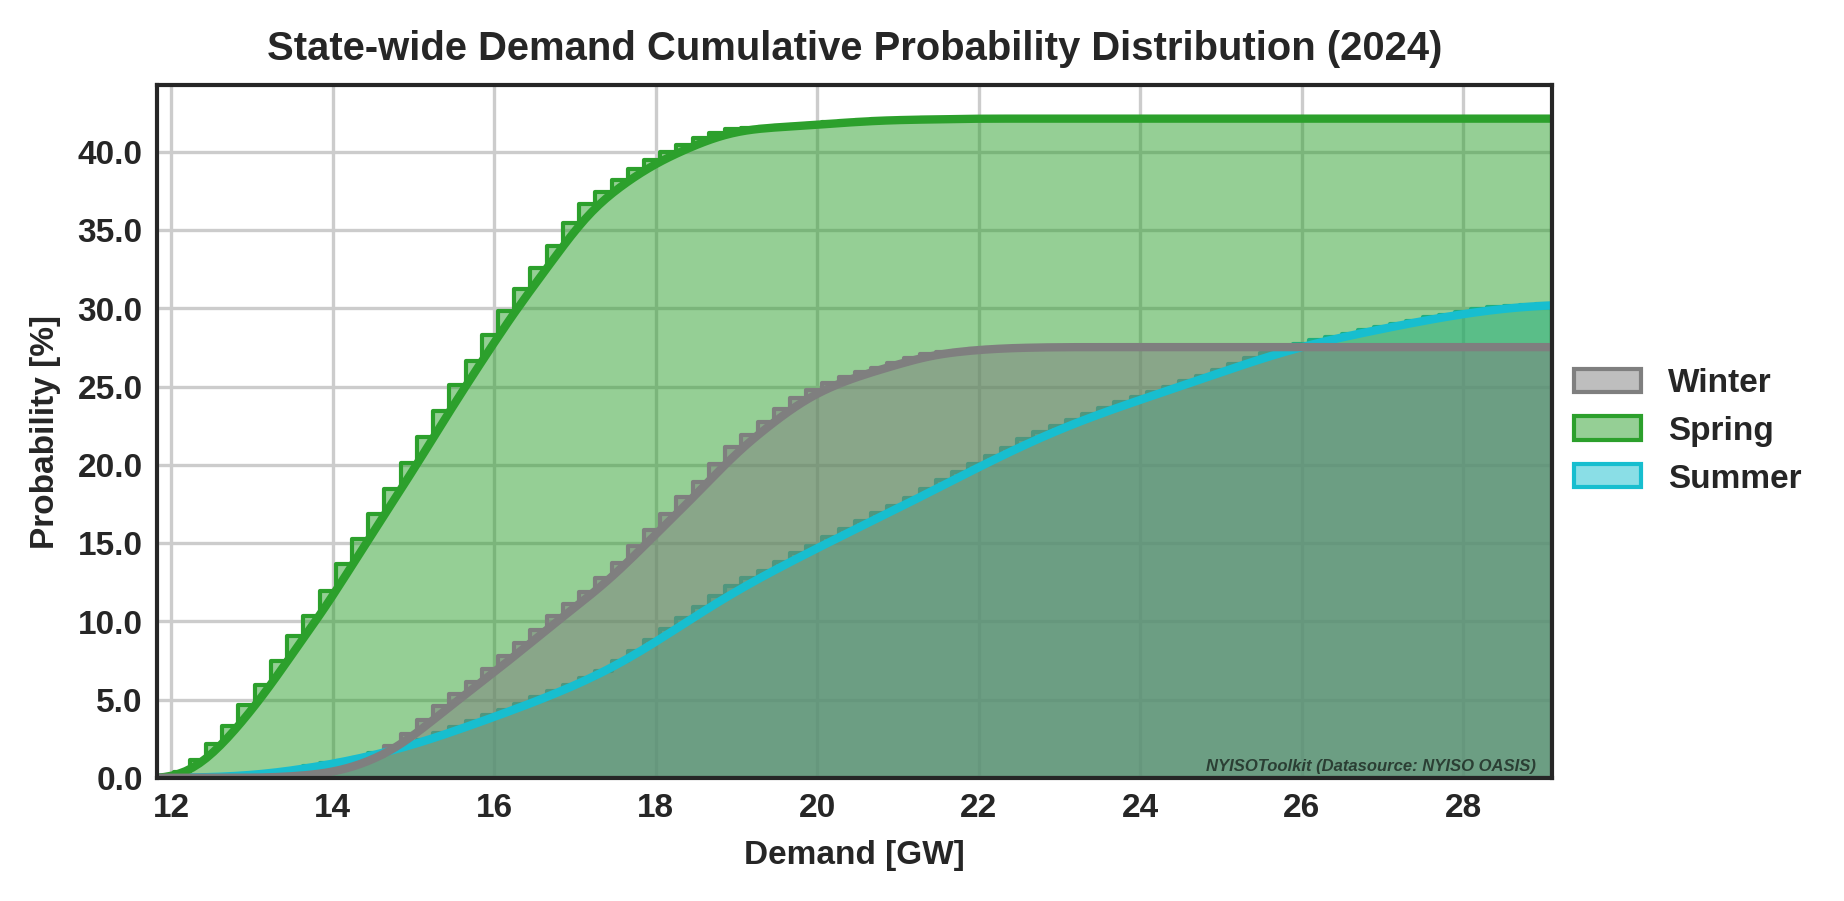 State-wide Demand Cumulative Probability Distribution (2024)
Probability [%]
40.0
35.0
30.0
25.0
20.0
15.0
10.0
5.0
0.0
12 14 16 18 20 22 24 26 28
Demand [GW]
NYISOToolkit (Datasource: NYISO OASIS)
Winter
Spring
Summer